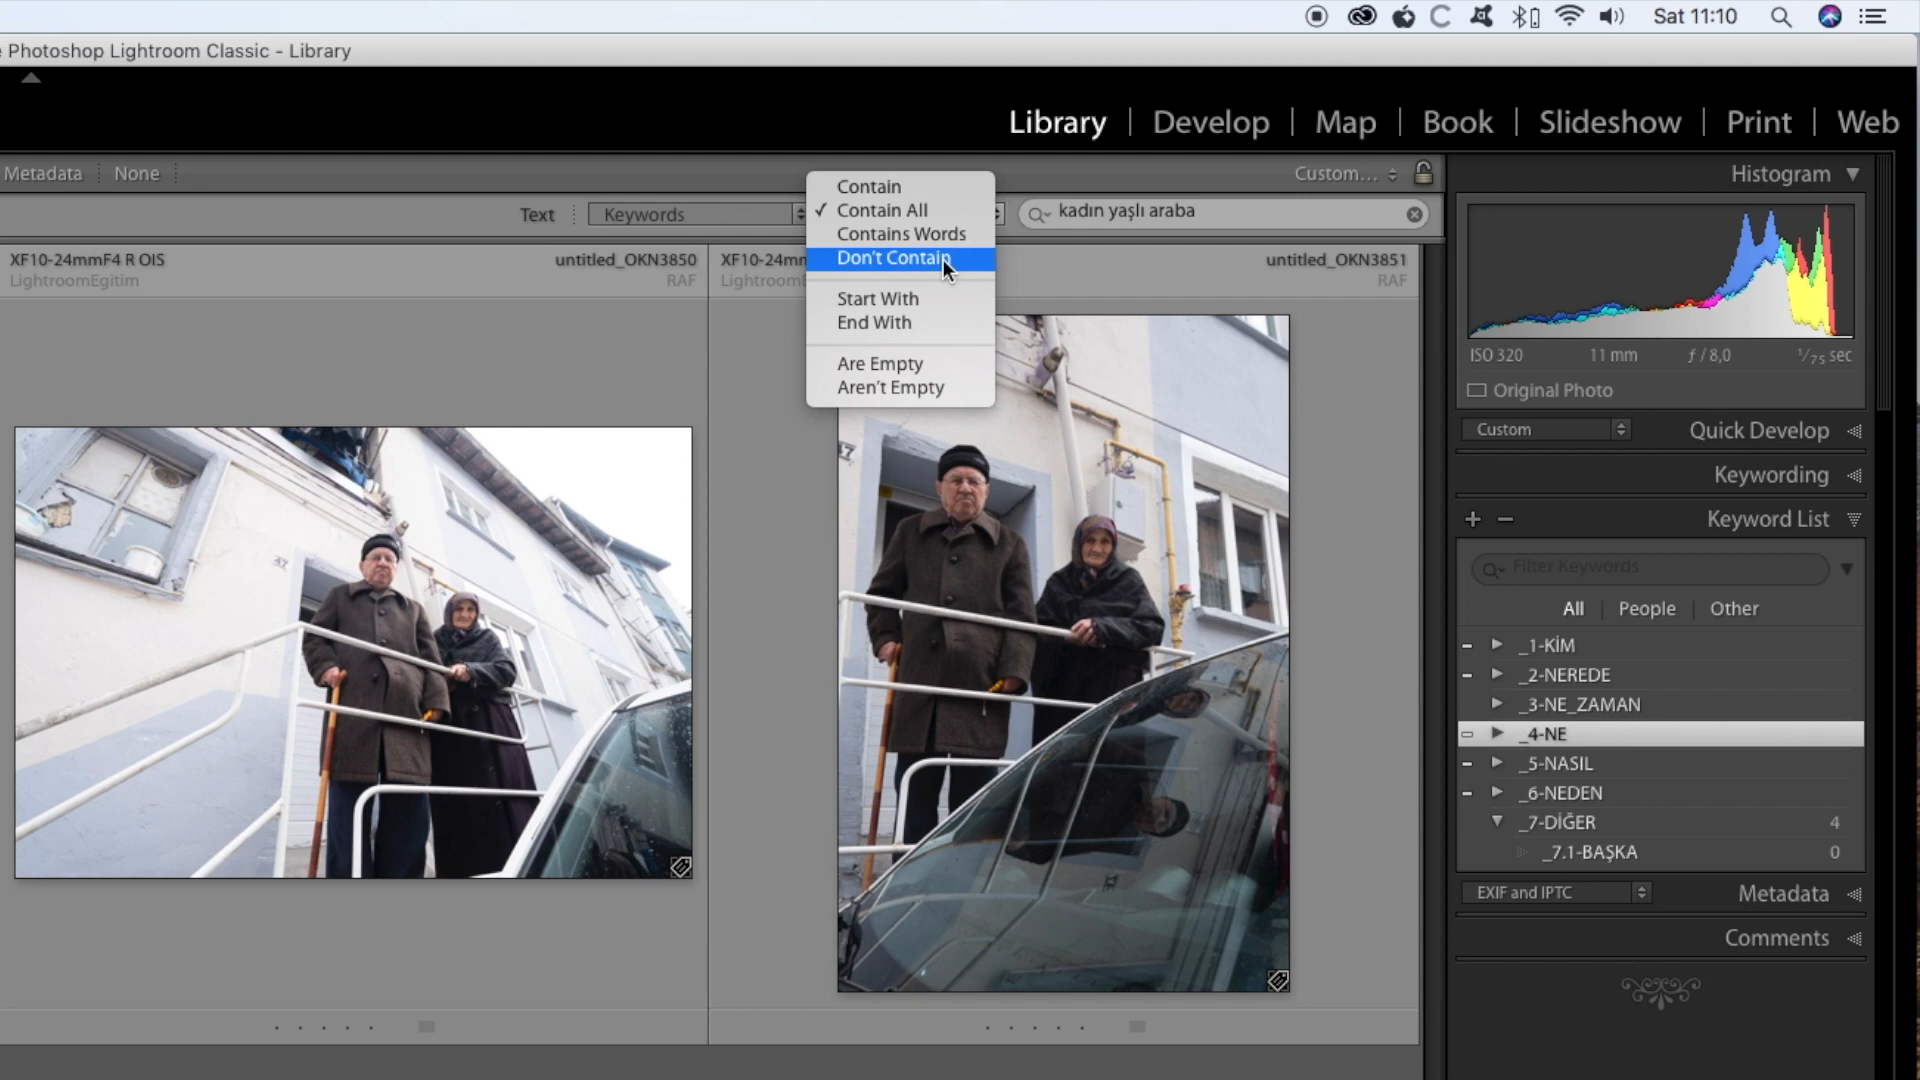 Sat 11:10
Photoshop Lightroom Classic - Library
Library | Develop | Map | Book | Slideshow | Print | Web
Metadata None
Custom...
Histogram
Text Keywords
kadın yaşlı araba
Contain
Contain All
Contains Words
Don't Contain
Start With
End With
Are Empty
Aren't Empty
XF10-24mmF4 R OIS untitled_OKN3850
LightroomEgitim RAF
XF10-24mm untitled_OKN3851
RAF
ISO 320 11 mm ƒ / 8,0 1/75 sec
Original Photo
Custom Quick Develop
Keywording
+ − Keyword List
Filter Keywords
All People Other
_1-KİM
_2-NEREDE
_3-NE_ZAMAN
_4-NE
_5-NASIL
_6-NEDEN
_7-DİĞER 4
_7.1-BAŞKA 0
EXIF and IPTC Metadata
Comments